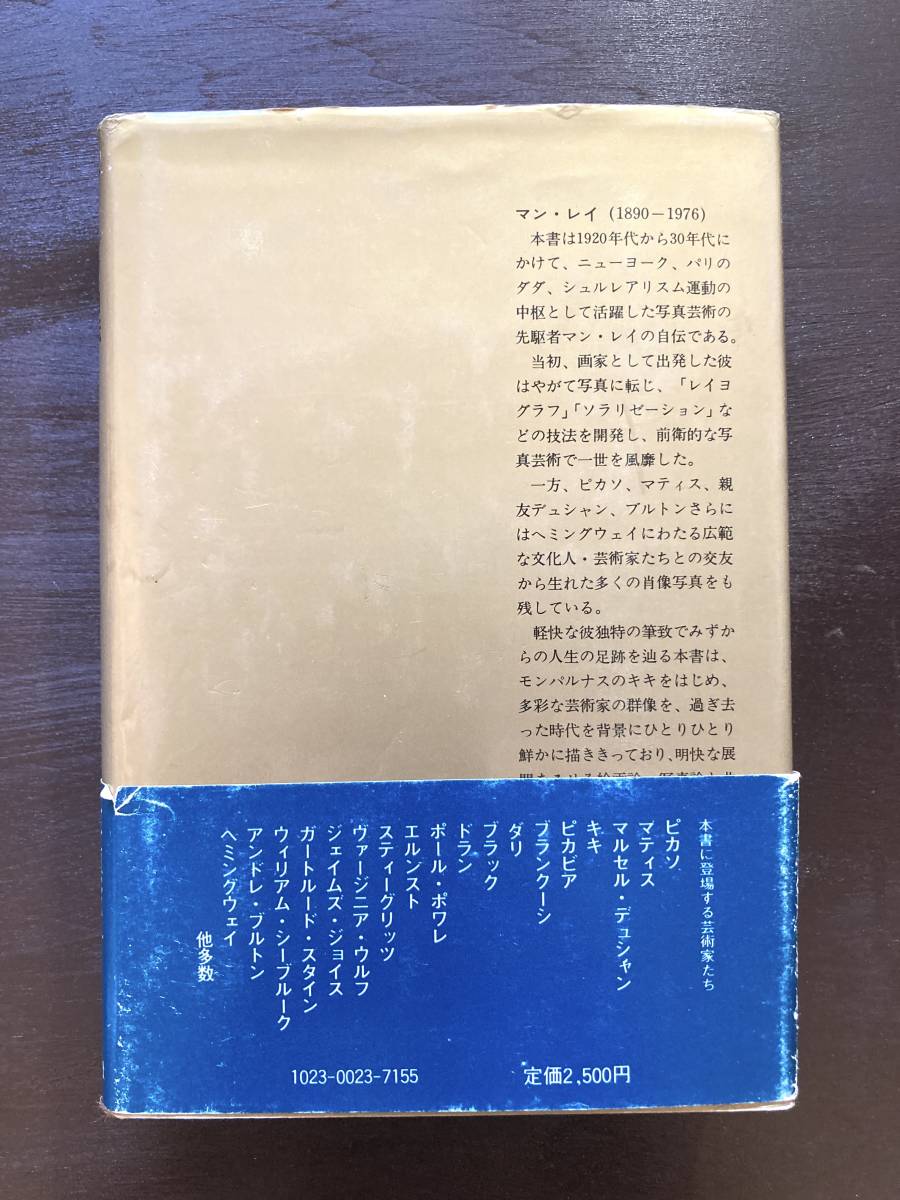 マン・レイ (1890－1976)
本書は1920年代から30年代に
かけて、ニューヨーク、パリの
ダダ、シュルレアリスム運動の
中枢として活躍した写真芸術の
先駆者マン・レイの自伝である。
当初、画家として出発した彼
はやがて写真に転じ、「レイヨ
グラフ」「ソラリゼーション」な
どの技法を開発し、前衛的な写
真芸術で一世を風靡した。
一方、ピカソ、マティス、親
友デュシャン、ブルトンさらに
はヘミングウェイにわたる広範
な文化人・芸術家たちとの交友
から生れた多くの肖像写真をも
残している。
軽快な彼独特の筆致でみずか
らの人生の足跡を辿る本書は、
モンパルナスのキキをはじめ、
多彩な芸術家の群像を、過ぎ去
った時代を背景にひとりひとり
鮮かに描ききっており、明快な展
本書に登場する芸術家たち
ピカソ
マティス
マルセル・デュシャン
キキ
ピカビア
ブランクーシ
ダリ
ブラック
ドラン
ポール・ポワレ
エルンスト
スティーグリッツ
ヴァージニア・ウルフ
ジェイムズ・ジョイス
ガートルード・スタイン
ウィリアム・シーブルーク
アンドレ・ブルトン
ヘミングウェイ
他多数
1023-0023-7155
定価2,500円